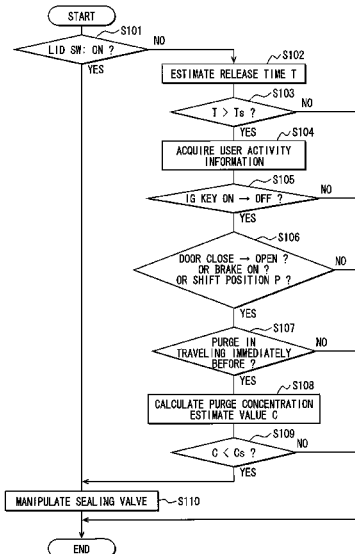 START
S101
LID SW: ON ?
NO
YES
S102
ESTIMATE RELEASE TIME T
S103
T > Ts ?
NO
YES
S104
ACQUIRE USER ACTIVITY
INFORMATION
S105
IG KEY ON → OFF ?
NO
YES
S106
DOOR CLOSE → OPEN ?
OR BRAKE ON ?
OR SHIFT POSITION P ?
NO
YES
S107
PURGE IN
TRAVELING IMMEDIATELY
BEFORE ?
NO
YES
S108
CALCULATE PURGE CONCENTRATION
ESTIMATE VALUE C
S109
C < Cs ?
NO
YES
MANIPULATE SEALING VALVE
S110
END